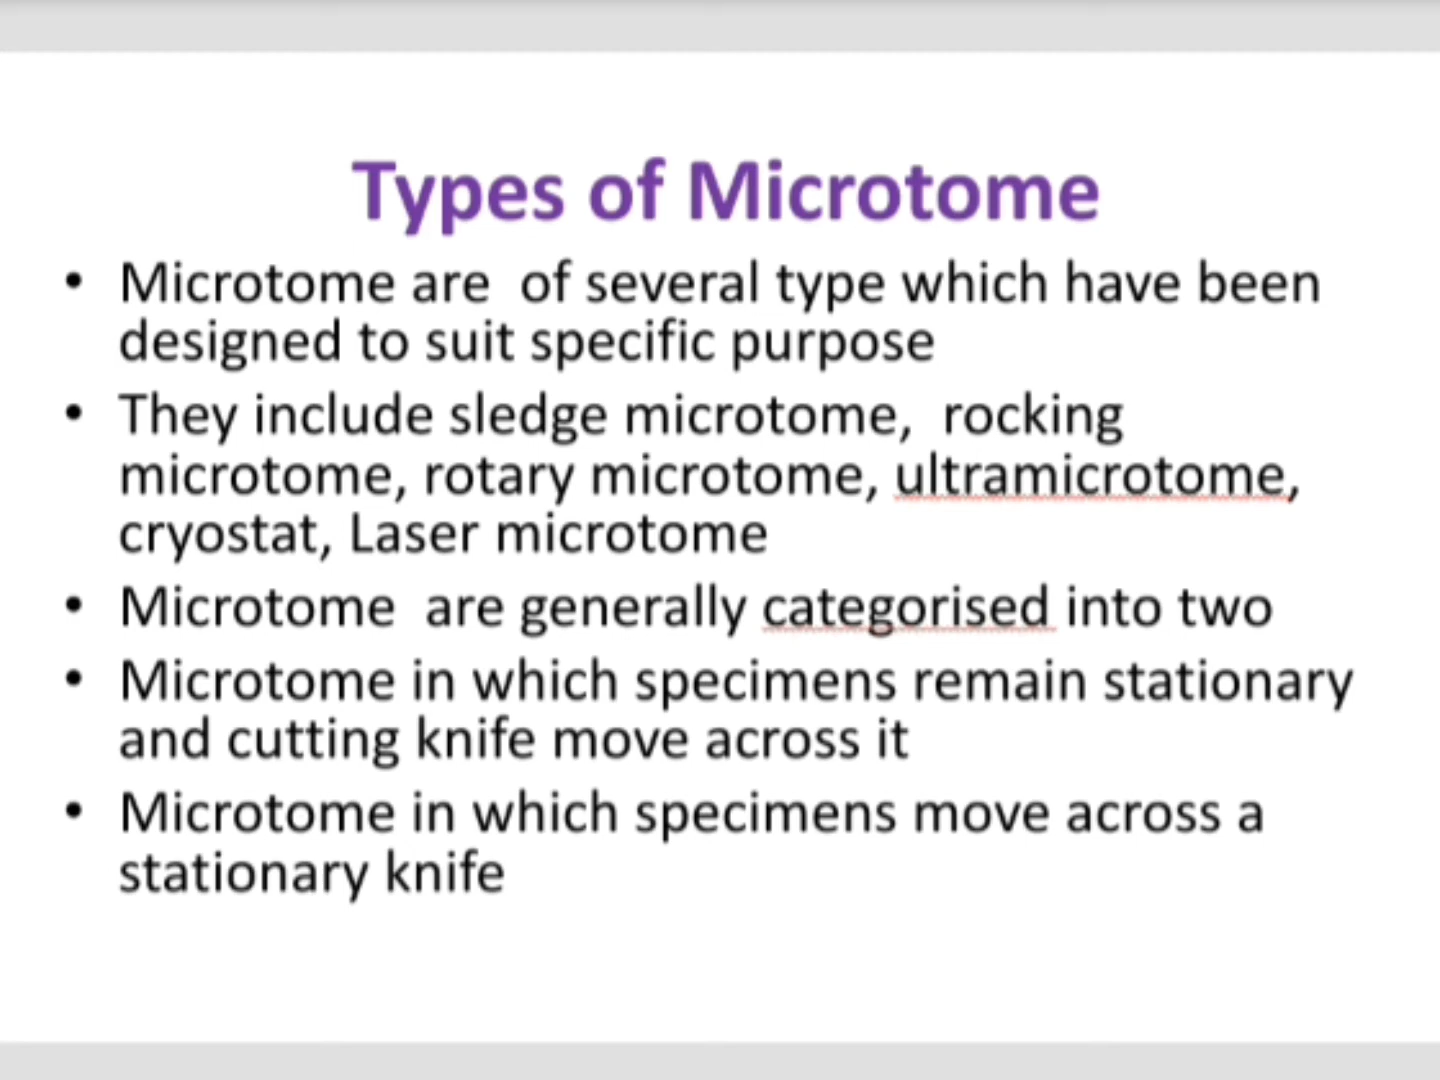 Types of Microtome
• Microtome are  of several type which have been
designed to suit specific purpose
• They include sledge microtome,  rocking
microtome, rotary microtome, ultramicrotome,
cryostat, Laser microtome
• Microtome  are generally categorised into two
• Microtome in which specimens remain stationary
and cutting knife move across it
• Microtome in which specimens move across a
stationary knife